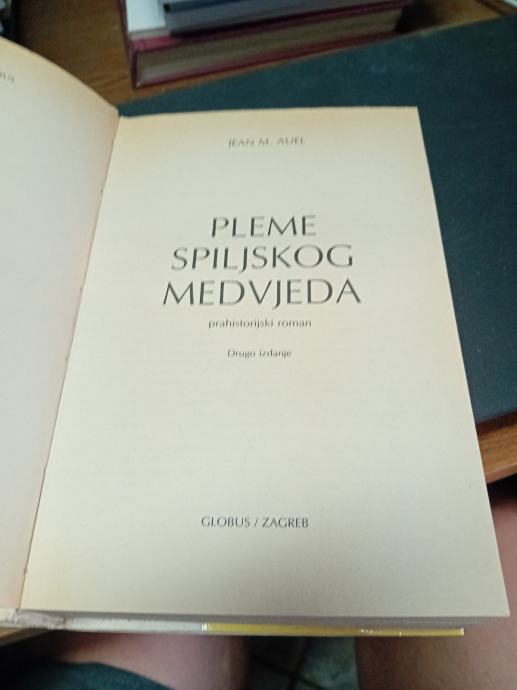 JEAN M. AUEL
PLEME
SPILJSKOG
MEDVJEDA
prahistorijski roman
Drugo izdanje
GLOBUS / ZAGREB